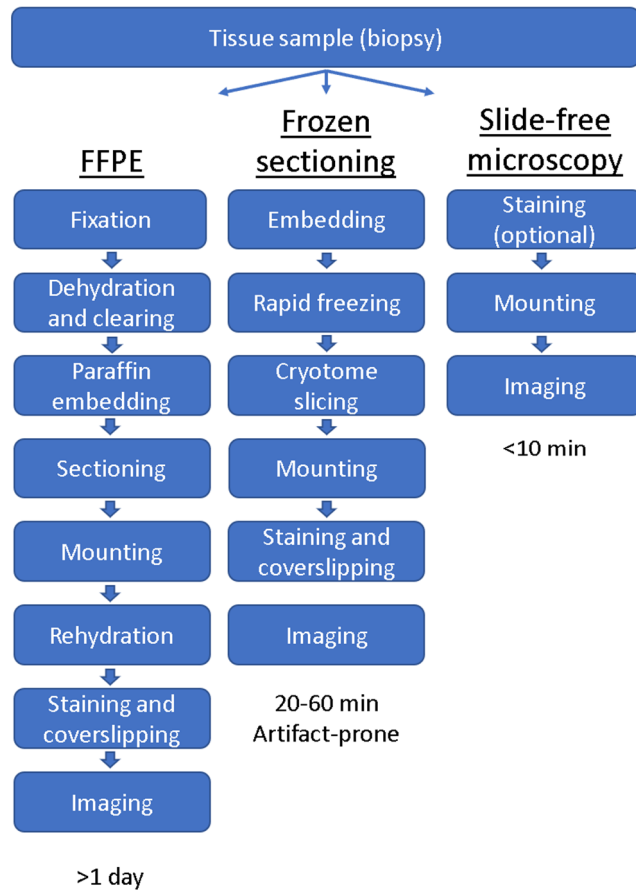 Tissue sample (biopsy)
FFPE
Fixation
Dehydration
and clearing
Paraffin
embedding
Sectioning
Mounting
Rehydration
Staining and
coverslipping
Imaging
>1 day
Frozen
sectioning
Embedding
Rapid freezing
Cryotome
slicing
Mounting
Staining and
coverslipping
Imaging
20-60 min
Artifact-prone
Slide-free
microscopy
Staining
(optional)
Mounting
Imaging
<10 min